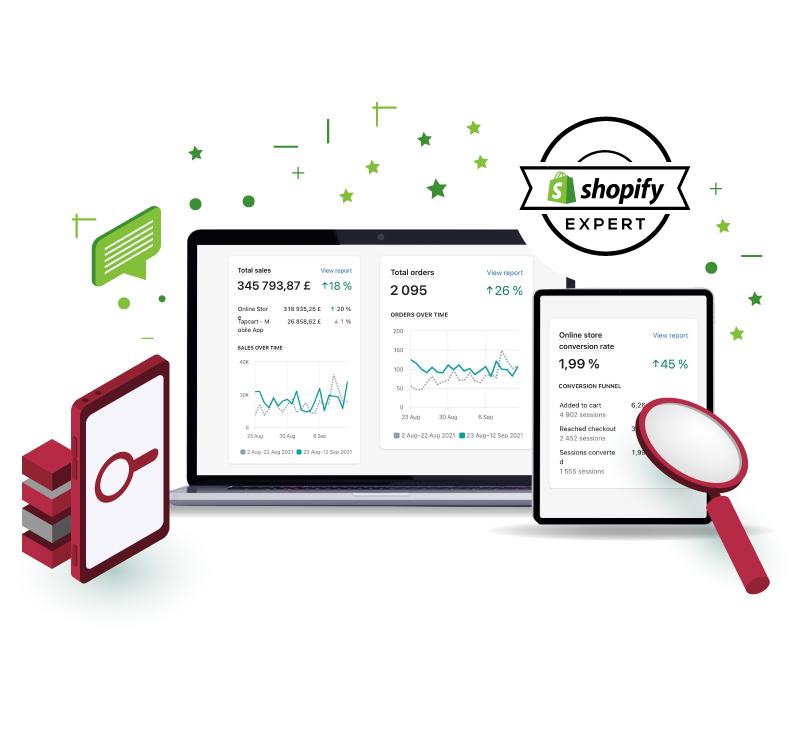 shopify
EXPERT
Total sales
View report
345 793,87 £
↑18 %
Online Stor
e
318 935,25 £
↑ 20 %
Tapcart - M
obile App
26 858,62 £
↓ 1 %
SALES OVER TIME
40K
20K
0
23 Aug
30 Aug
6 Sep
2 Aug–22 Aug 2021
23 Aug–12 Sep 2021
Total orders
View report
2 095
↑26 %
ORDERS OVER TIME
200
150
100
50
0
23 Aug
30 Aug
6 Sep
2 Aug–22 Aug 2021
23 Aug–12 Sep 2021
Online store
conversion rate
View report
1,99 %
↑45 %
CONVERSION FUNNEL
Added to cart
6,26
4 902 sessions
Reached checkout
3
2 452 sessions
Sessions converte
d
1,99
1 555 sessions